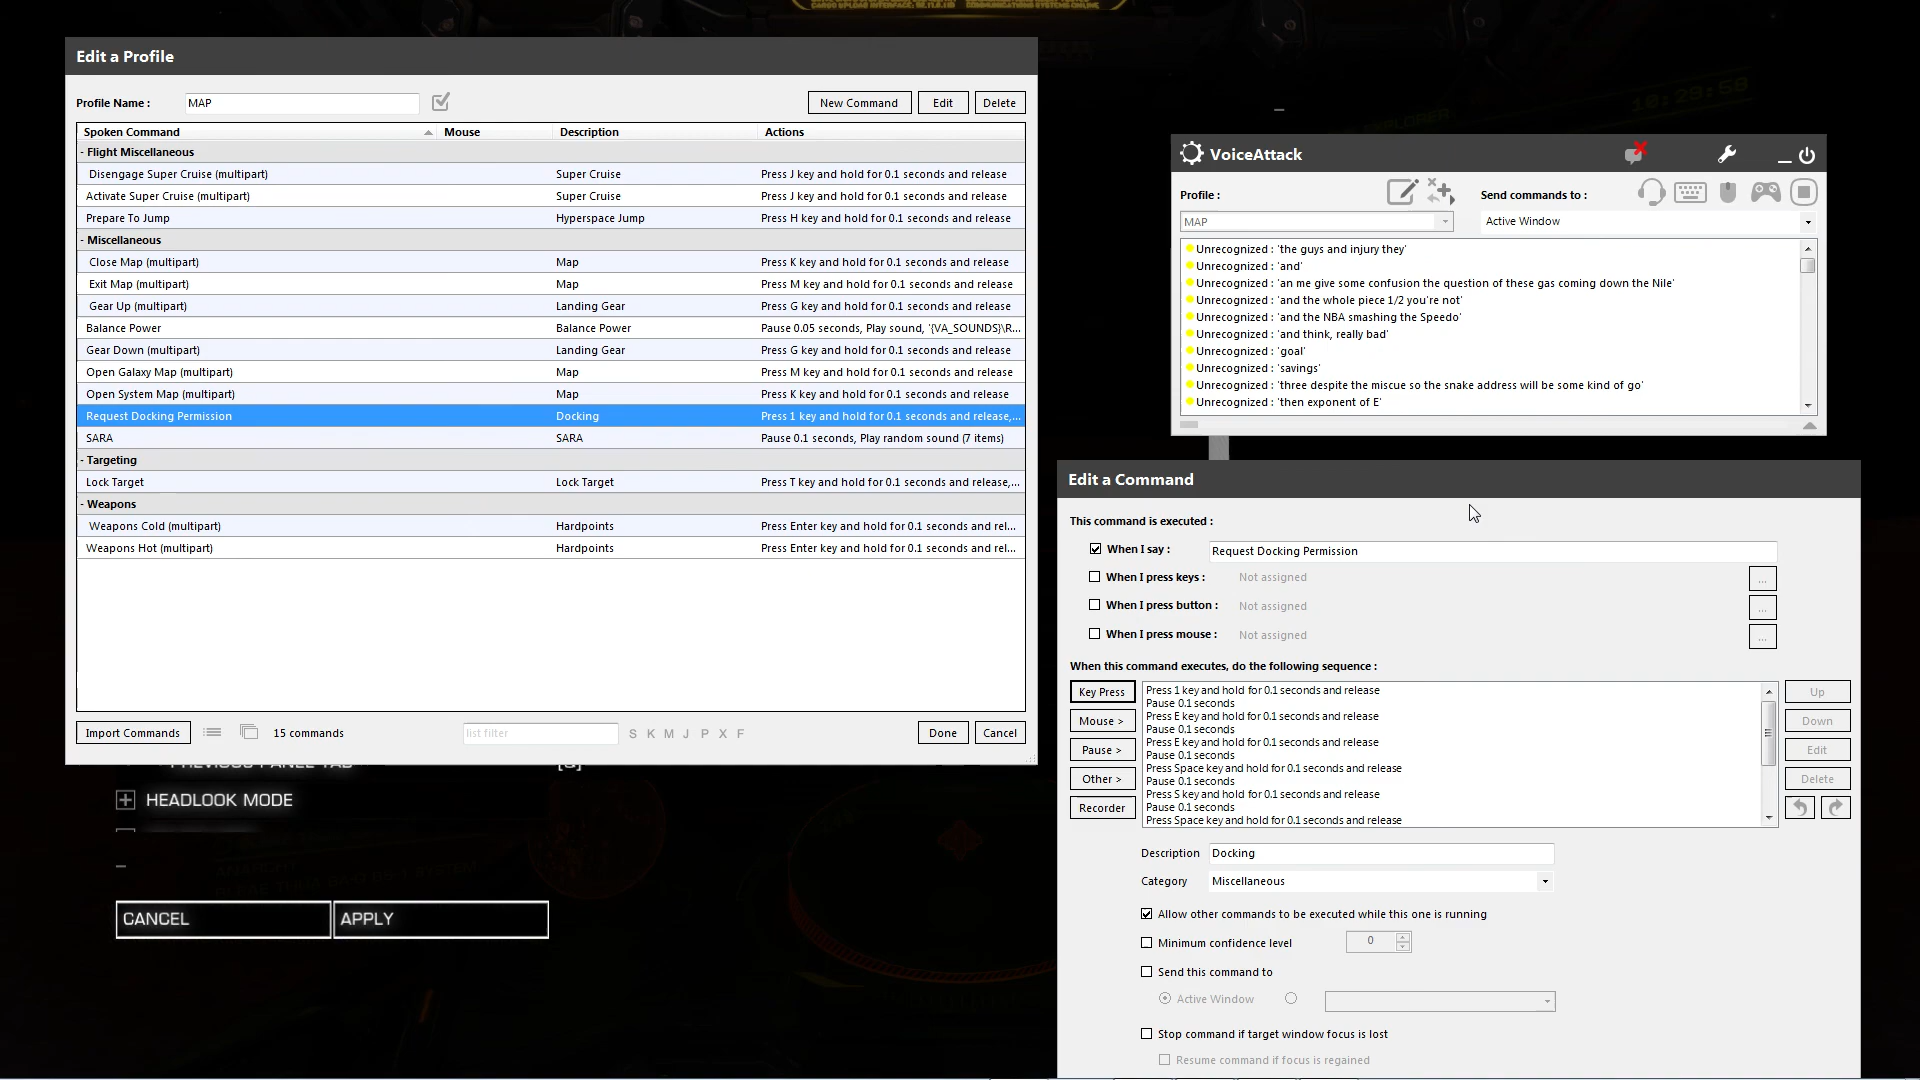 Edit a Profile
Profile Name :
MAP
New Command
Edit
Delete
Spoken Command Mouse Description Actions
- Flight Miscellaneous
Disengage Super Cruise (multipart) Super Cruise Press J key and hold for 0.1 seconds and release
Activate Super Cruise (multipart) Super Cruise Press J key and hold for 0.1 seconds and release
Prepare To Jump Hyperspace Jump Press H key and hold for 0.1 seconds and release
- Miscellaneous
Close Map (multipart) Map Press K key and hold for 0.1 seconds and release
Exit Map (multipart) Map Press M key and hold for 0.1 seconds and release
Gear Up (multipart) Landing Gear Press G key and hold for 0.1 seconds and release
Balance Power Balance Power Pause 0.05 seconds, Play sound, '{VA_SOUNDS}\R...
Gear Down (multipart) Landing Gear Press G key and hold for 0.1 seconds and release
Open Galaxy Map (multipart) Map Press M key and hold for 0.1 seconds and release
Open System Map (multipart) Map Press K key and hold for 0.1 seconds and release
Request Docking Permission Docking Press 1 key and hold for 0.1 seconds and release,...
SARA SARA Pause 0.1 seconds, Play random sound (7 items)
- Targeting
Lock Target Lock Target Press T key and hold for 0.1 seconds and release,...
- Weapons
Weapons Cold (multipart) Hardpoints Press Enter key and hold for 0.1 seconds and rel...
Weapons Hot (multipart) Hardpoints Press Enter key and hold for 0.1 seconds and rel...
Import Commands
15 commands
list filter
S K M J P X F
Done
Cancel
HEADLOOK MODE
CANCEL
APPLY
10:29:50
VoiceAttack
Profile :
Send commands to :
MAP
Active Window
Unrecognized : 'the guys and injury they'
Unrecognized : 'and'
Unrecognized : 'an me give some confusion the question of these gas coming down the Nile'
Unrecognized : 'and the whole piece 1/2 you're not'
Unrecognized : 'and the NBA smashing the Speedo'
Unrecognized : 'and think, really bad'
Unrecognized : 'goal'
Unrecognized : 'savings'
Unrecognized : 'three despite the miscue so the snake address will be some kind of go'
Unrecognized : 'then exponent of E'
Edit a Command
This command is executed :
When I say : Request Docking Permission
When I press keys : Not assigned ...
When I press button : Not assigned ...
When I press mouse : Not assigned ...
When this command executes, do the following sequence :
Key Press
Mouse >
Pause >
Other >
Recorder
Press 1 key and hold for 0.1 seconds and release
Pause 0.1 seconds
Press E key and hold for 0.1 seconds and release
Pause 0.1 seconds
Press E key and hold for 0.1 seconds and release
Pause 0.1 seconds
Press Space key and hold for 0.1 seconds and release
Pause 0.1 seconds
Press S key and hold for 0.1 seconds and release
Pause 0.1 seconds
Press Space key and hold for 0.1 seconds and release
Up
Down
Edit
Delete
Description Docking
Category Miscellaneous
Allow other commands to be executed while this one is running
Minimum confidence level 0
Send this command to
Active Window
Stop command if target window focus is lost
Resume command if focus is regained